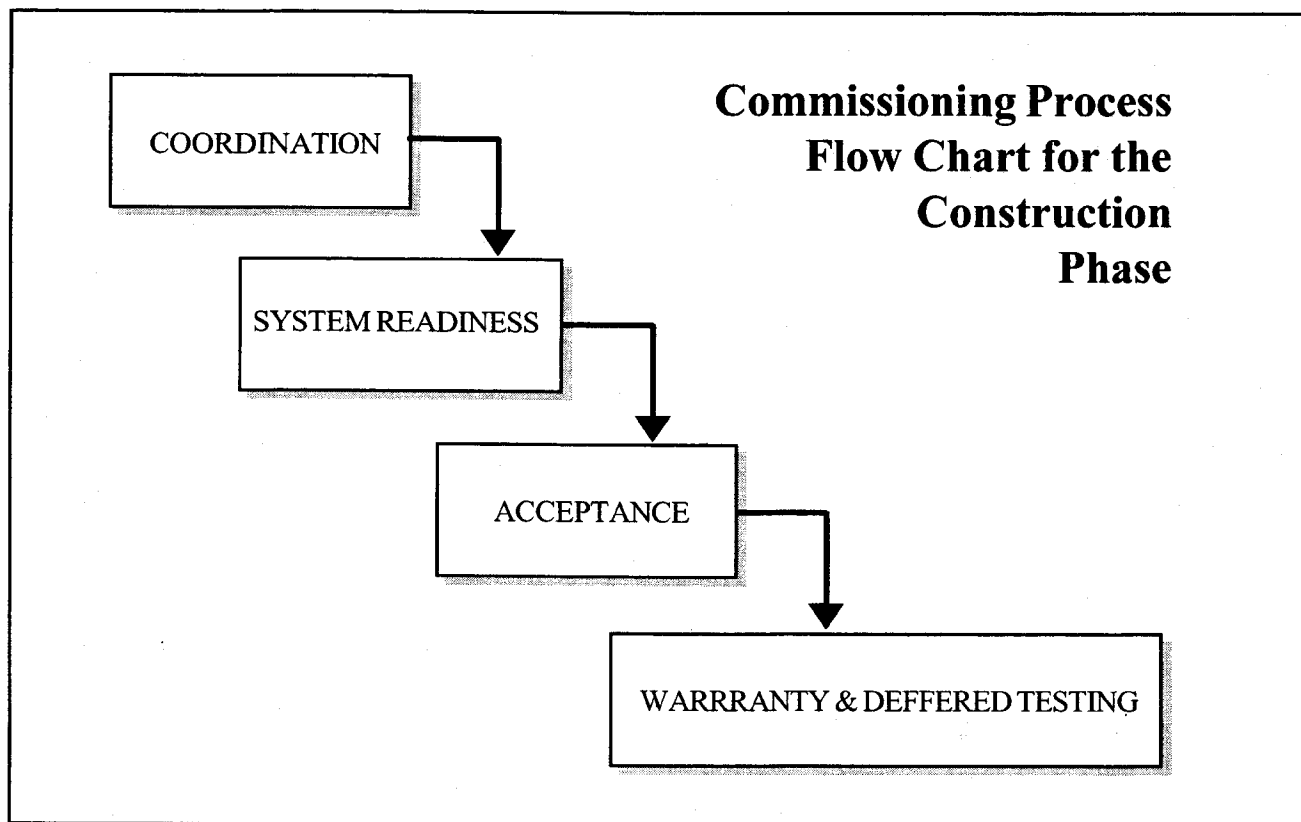 Commissioning Process
Flow Chart for the
Construction
Phase
COORDINATION
SYSTEM READINESS
ACCEPTANCE
WARRRANTY & DEFFERED TESTING